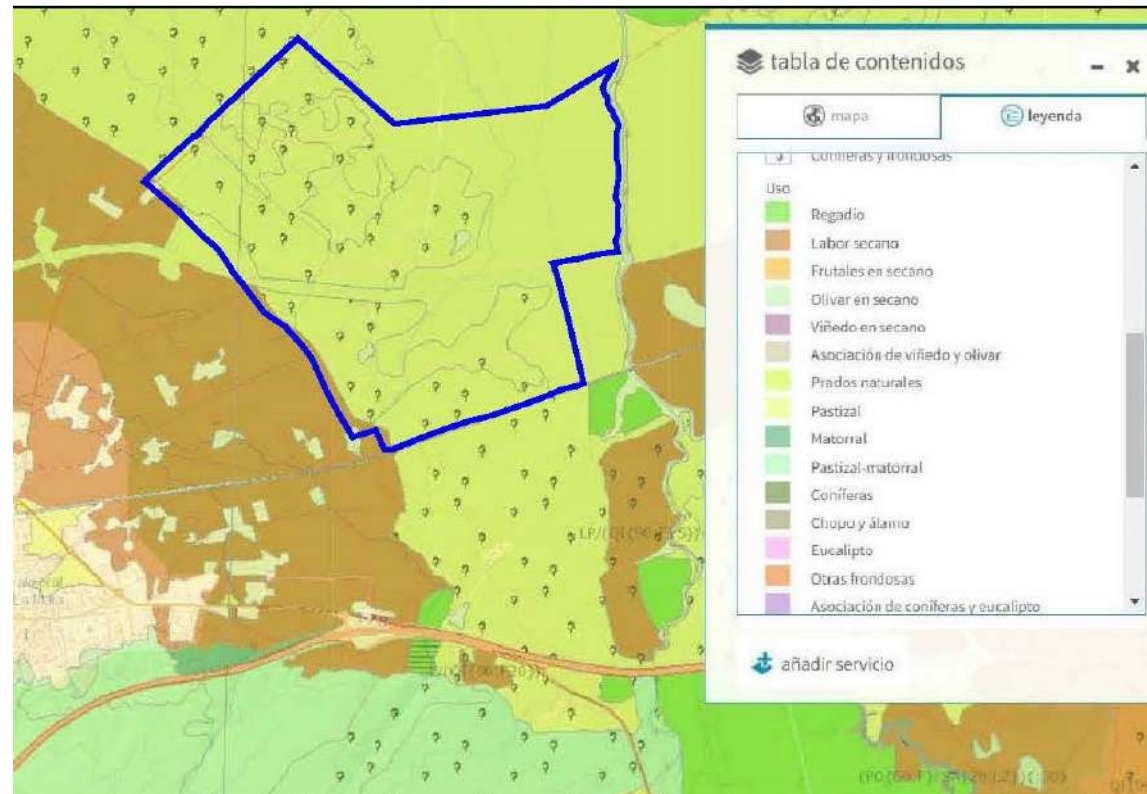 tabla de contenidos
mapa
leyenda
Coníferas y frondosas
Uso
Regadío
Labor secano
Frutales en secano
Olivar en secano
Viñedo en secano
Asociación de viñedo y olivar
Prados naturales
Pastizal
Matorral
Pastizal-matorral
Coníferas
Chopo y álamo
Eucalipto
Otras frondosas
Asociación de coníferas y eucalipto
añadir servicio